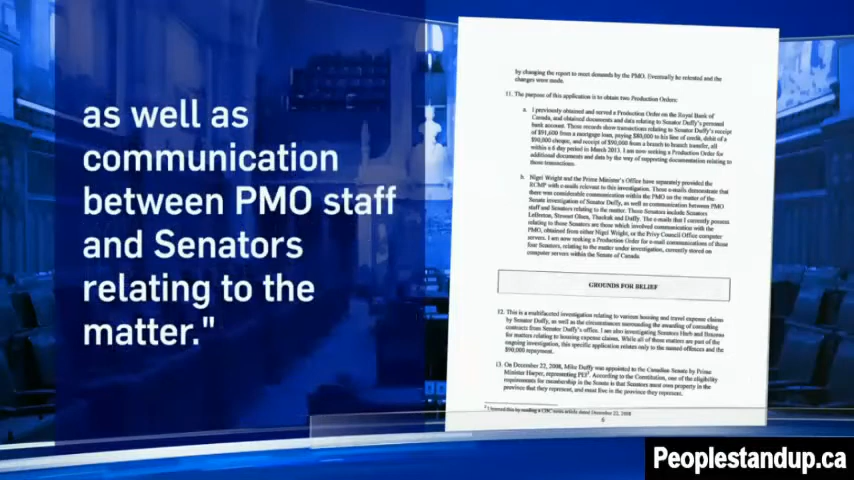 as well as
communication
between PMO staff
and Senators
relating to the
matter."
by changing the report to meet demands by the PMO. Eventually he relented and the
changes were made.
11. The purpose of this application is to obtain two Production Orders:
a. I previously obtained and served a Production Order on the Royal Bank of
Canada, and obtained documents and data relating to Senator Duffy's personal
bank account. Those records show transactions relating to Senator Duffy's receipt
of $91,600 from a mortgage loan, paying $80,000 to his line of credit, debit of a
$90,000 cheque, and receipt of $90,000 from a branch to branch transfer, all
within a 6 day period in March 2013. I am now seeking a Production Order for
additional documents and data by the way of supporting documentation relating to
those transactions.
b. Nigel Wright and the Prime Minister's Office have separately provided the
RCMP with e-mails relevant to this investigation. Those e-mails demonstrate that
there was considerable communication within the PMO on the matter of the
Senate investigation of Senator Duffy, as well as communication between PMO
staff and Senators relating to the matter. Those Senators include Senators
LeBreton, Stewart Olsen, Tkachuk and Duffy. The e-mails that I currently possess
relating to those Senators are those which involved communication with the
PMO, obtained from either Nigel Wright, or the Privy Council Office computer
servers. I am now seeking a Production Order for e-mail communications of those
four Senators, relating to the matter under investigation, currently stored on
computer servers within the Senate of Canada.
GROUNDS FOR BELIEF
12. This is a multifaceted investigation relating to various housing and travel expense claims
by Senator Duffy, as well as the circumstances surrounding the awarding of consulting
contracts from Senator Duffy's office. I am also investigating Senators Harb and Brazeau
for matters relating to housing expense claims. While all of these matters are part of the
ongoing investigation, this specific application relates only to the named offences and the
$90,000 repayment.
13. On December 22, 2008, Mike Duffy was appointed to the Canadian Senate by Prime
Minister Harper, representing PEI⁵. According to the Constitution, one of the eligibility
requirements for membership in the Senate is that Senators must own property in the
province that they represent, and must live in the province they represent.
I learned this by reading a CBC news article dated December 22, 2008
6
Peoplestandup.ca